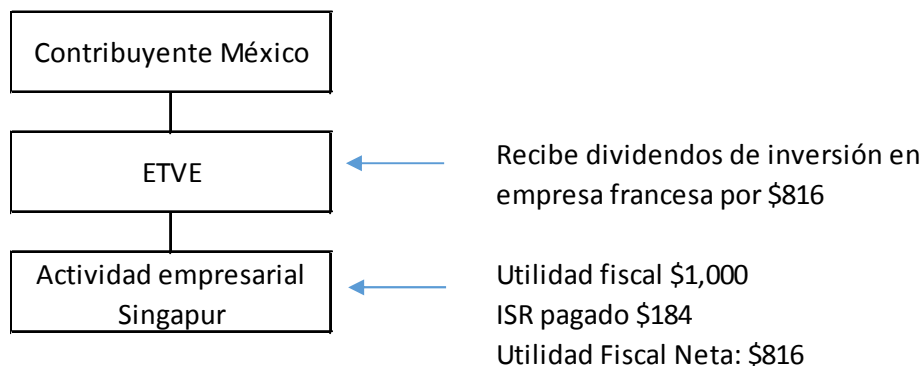 Contribuyente México
ETVE
Recibe dividendos de inversión en
empresa francesa por $816
Actividad empresarial
Singapur
Utilidad fiscal $1,000
ISR pagado $184
Utilidad Fiscal Neta: $816